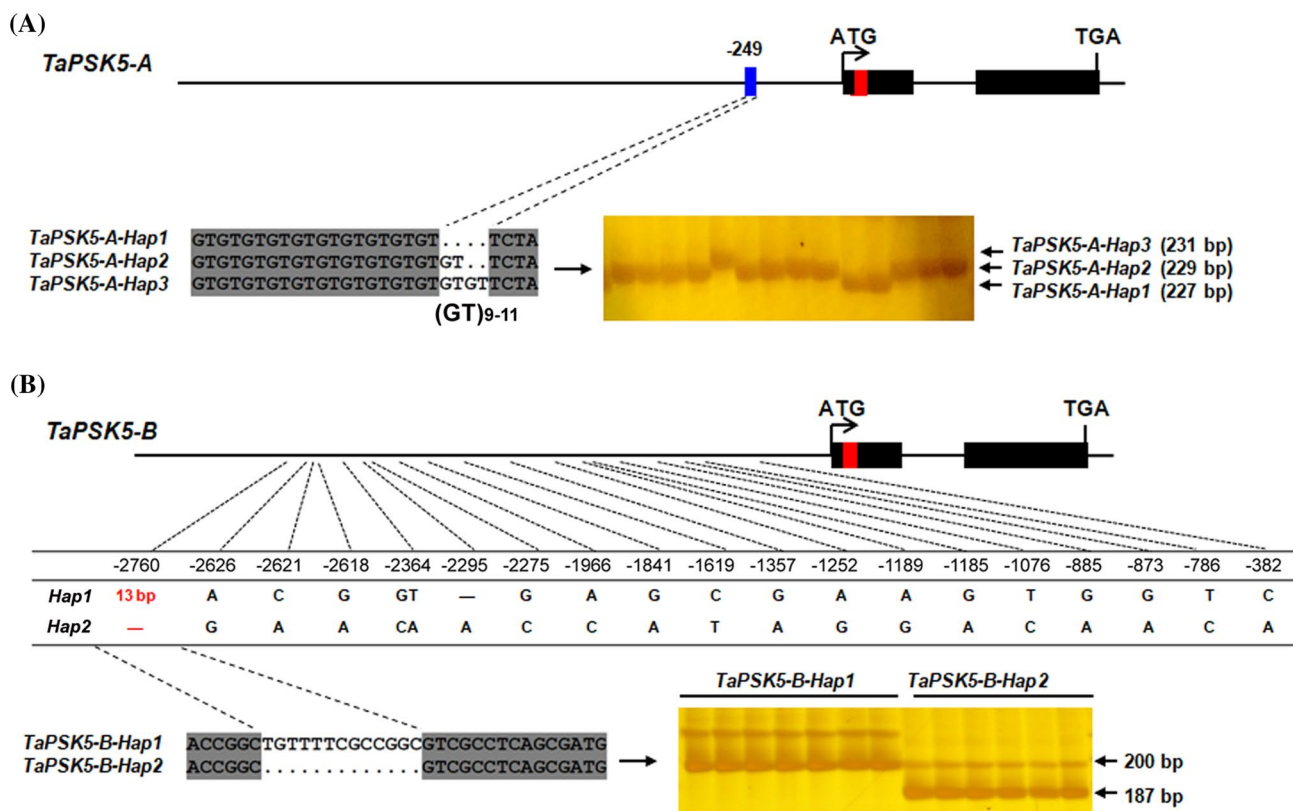 (A)
TaPSK5-A
-249
ATG
TGA
TaPSK5-A-Hap1 GTGTGTGTGTGTGTGTGTGT....TCTA
TaPSK5-A-Hap2 GTGTGTGTGTGTGTGTGTGTGT..TCTA
TaPSK5-A-Hap3 GTGTGTGTGTGTGTGTGTGTGTGTTCTA
(GT)9-11
TaPSK5-A-Hap3 (231 bp)
TaPSK5-A-Hap2 (229 bp)
TaPSK5-A-Hap1 (227 bp)
(B)
TaPSK5-B
ATG
TGA
-2760 -2626 -2621 -2618 -2364 -2295 -2275 -1966 -1841 -1619 -1357 -1252 -1189 -1185 -1076 -885 -873 -786 -382
Hap1 13 bp A C G GT — G A G C G A A G T G G T C
Hap2 — G A A CA A C C A T A G G A C A A C A
TaPSK5-B-Hap1 TaPSK5-B-Hap2
TaPSK5-B-Hap1 ACCGGCTGTTTTCGCCGGCGTCGCCTCAGCGATG
TaPSK5-B-Hap2 ACCGGC.............GTCGCCTCAGCGATG
200 bp
187 bp